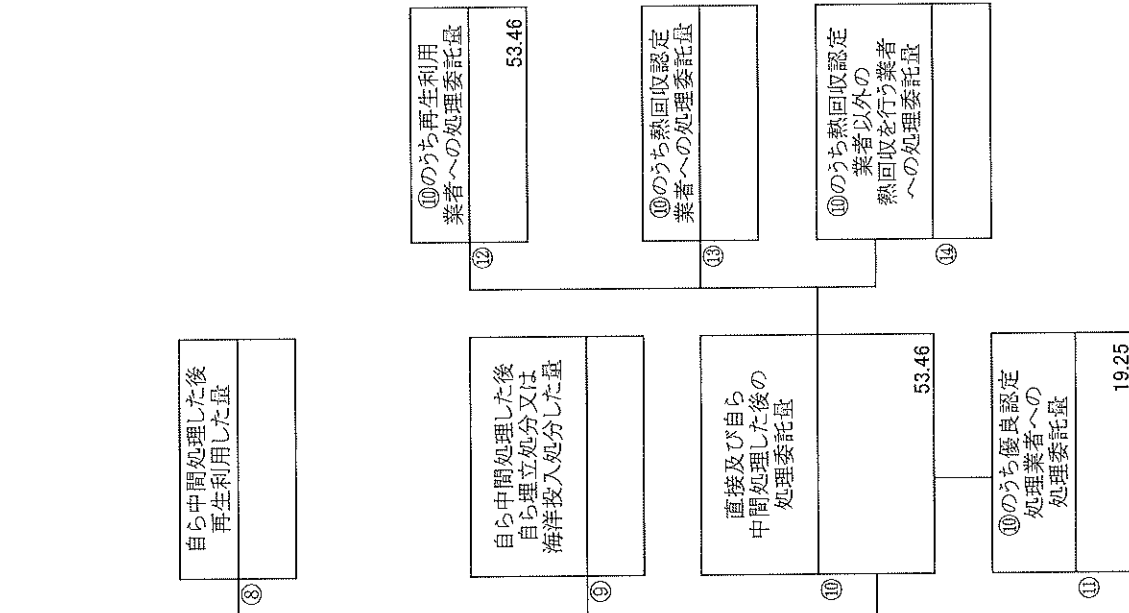 自ら中間処理した後
再生利用した量
⑧
自ら中間処理した後
自ら埋立処分又は
海洋投入処分した量
⑨
直接及び自ら
中間処理した後の
処理委託量
53.46
⑩
⑩のうち優良認定
処理業者への
処理委託量
19.25
⑪
⑩のうち再生利用
業者への処理委託量
53.46
⑫
⑩のうち熱回収認定
業者への処理委託量
⑬
⑩のうち熱回収認定
業者以外の
熱回収を行う業者
への処理委託量
⑭